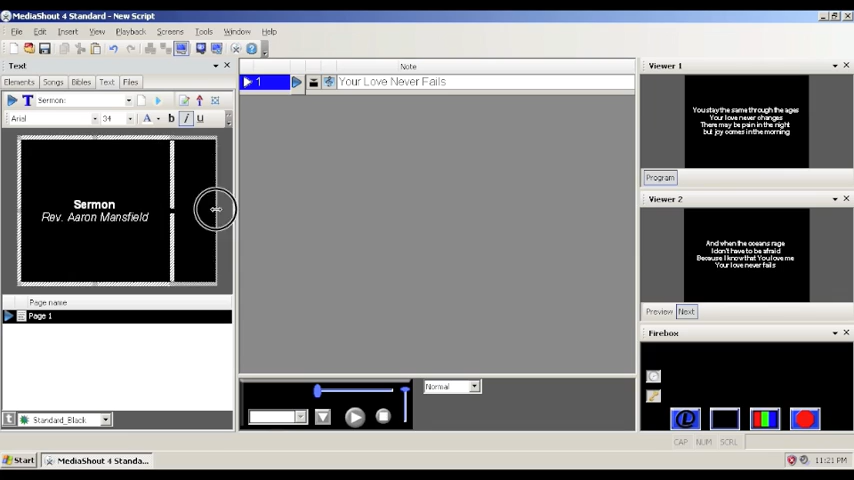 MediaShout 4 Standard - New Script
File Edit Insert View Playback Screens Tools Window Help
Text
Elements Songs Bibles Text Files
Sermon:
Arial 34 A b i U
Sermon
Rev. Aaron Mansfield
Page name
Page 1
Standard_Black
Note
1 Your Love Never Fails
Normal
Viewer 1
You stay the same through the ages
Your love never changes
There may be pain in the night
but joy comes in the morning
Program
Viewer 2
And when the oceans rage
I don't have to be afraid
Because I know that You love me
Your love never fails
Preview Next
Firebox
CAP NUM SCRL
Start MediaShout 4 Standa... 11:21 PM